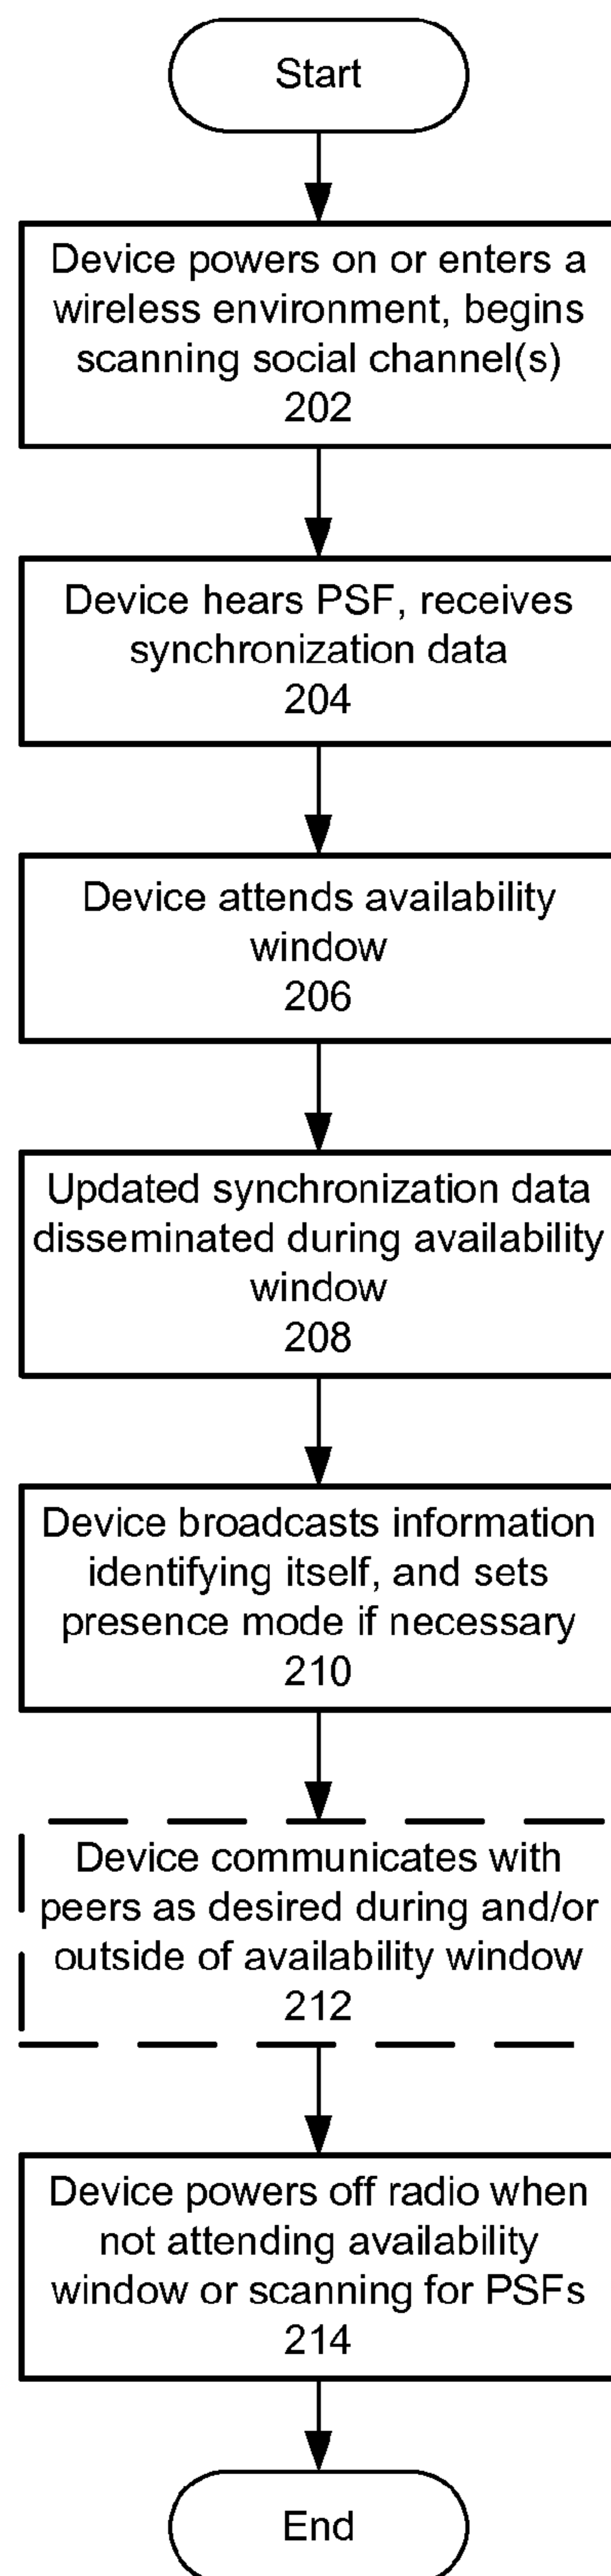 Start
Device powers on or enters a
wireless environment, begins
scanning social channel(s)
202
Device hears PSF, receives
synchronization data
204
Device attends availability
window
206
Updated synchronization data
disseminated during availability
window
208
Device broadcasts information
identifying itself, and sets
presence mode if necessary
210
Device communicates with
peers as desired during and/or
outside of availability window
212
Device powers off radio when
not attending availability
window or scanning for PSFs
214
End